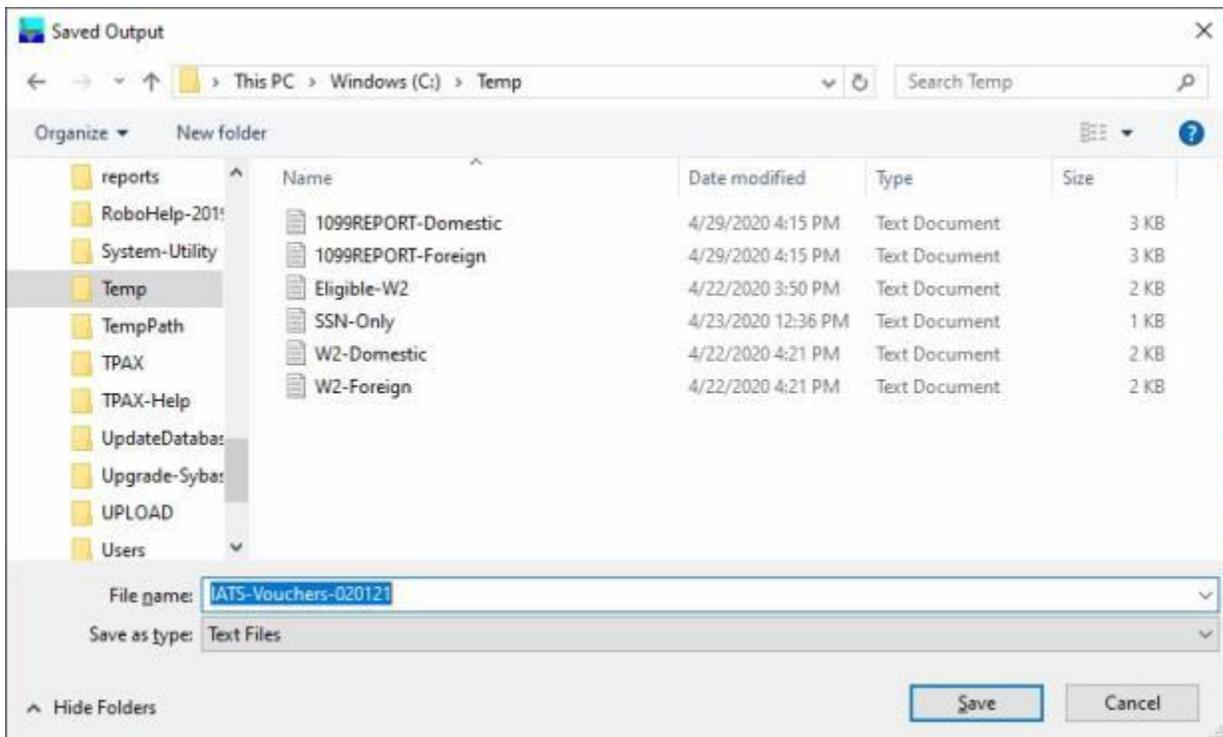 Saved Output
This PC > Windows (C:) > Temp
Search Temp
Organize
New folder
Name Date modified Type Size
reports
RoboHelp-2019
System-Utility
Temp
TempPath
TPAX
TPAX-Help
UpdateDatabas
Upgrade-Sybas
UPLOAD
Users
1099REPORT-Domestic 4/29/2020 4:15 PM Text Document 3 KB
1099REPORT-Foreign 4/29/2020 4:15 PM Text Document 3 KB
Eligible-W2 4/22/2020 3:50 PM Text Document 2 KB
SSN-Only 4/23/2020 12:36 PM Text Document 1 KB
W2-Domestic 4/22/2020 4:21 PM Text Document 2 KB
W2-Foreign 4/22/2020 4:21 PM Text Document 2 KB
File name: IATS-Vouchers-020121
Save as type: Text Files
Hide Folders
Save
Cancel